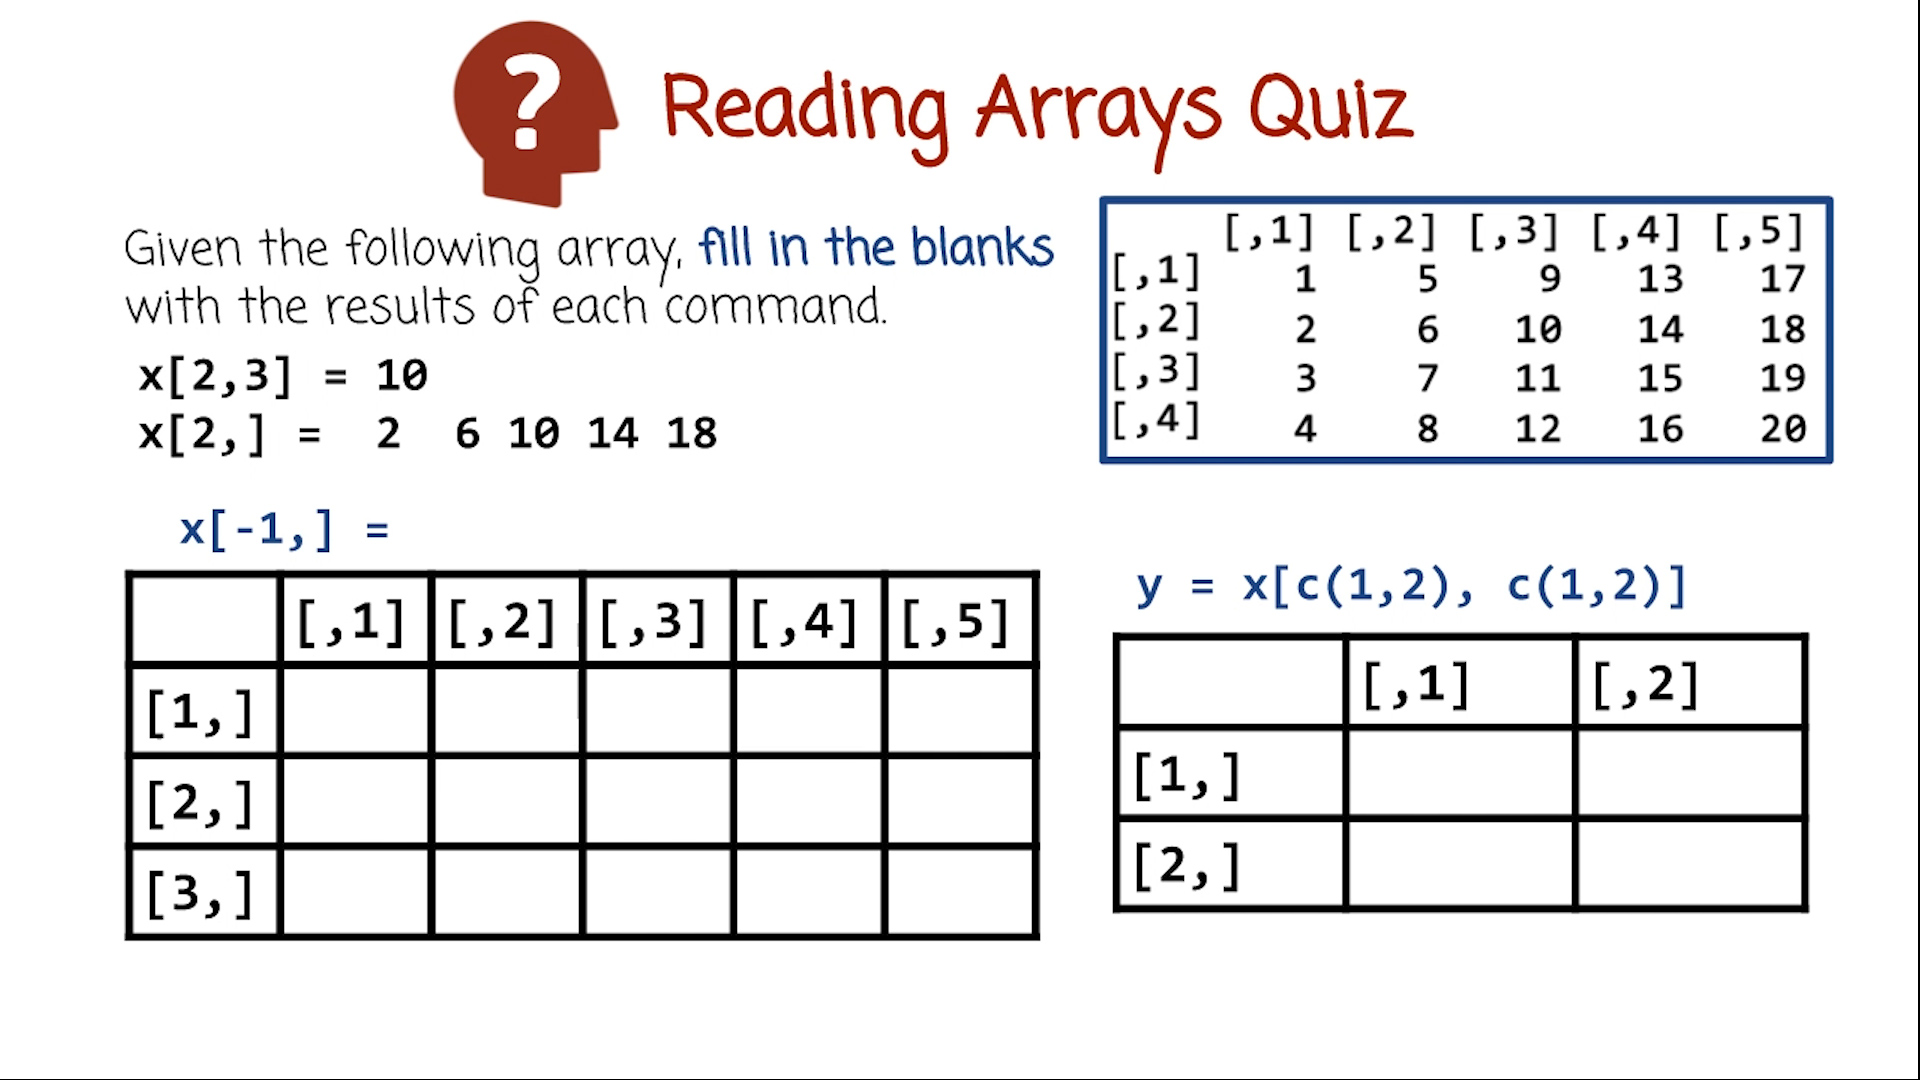 ?
Reading Arrays Quiz
Given the following array, fill in the blanks
with the results of each command.
x[2,3] = 10
x[2,] = 2 6 10 14 18
[,1] [,2] [,3] [,4] [,5]
[,1] 1 5 9 13 17
[,2] 2 6 10 14 18
[,3] 3 7 11 15 19
[,4] 4 8 12 16 20
x[-1,] =
[,1] [,2] [,3] [,4] [,5]
[1,]
[2,]
[3,]
y = x[c(1,2), c(1,2)]
[,1] [,2]
[1,]
[2,]